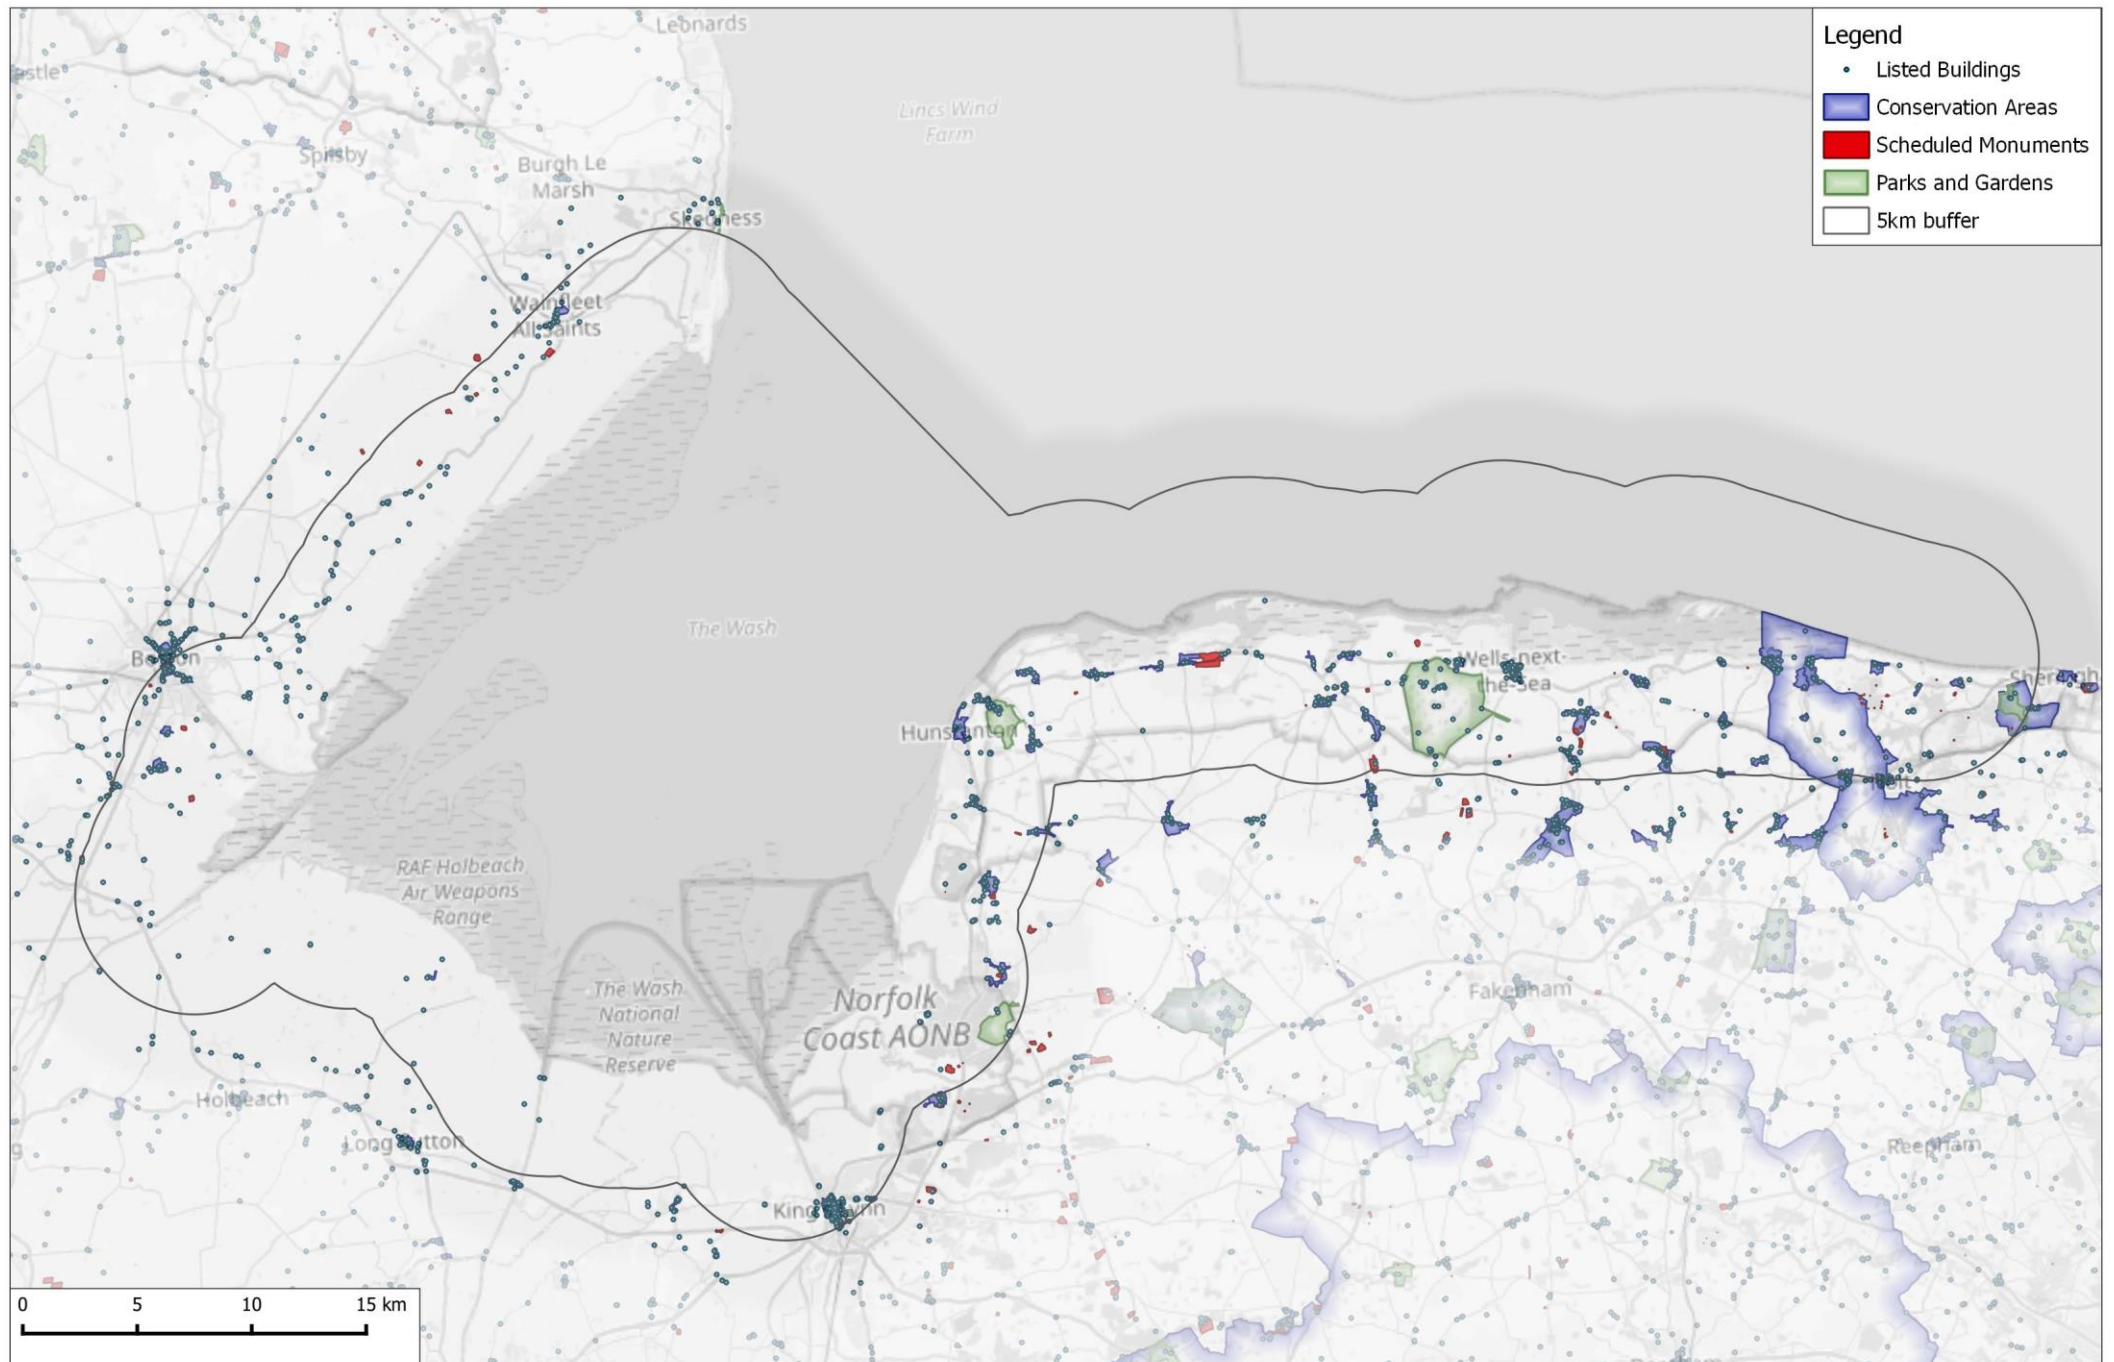 Leonards
Legend
Listed Buildings
Conservation Areas
Scheduled Monuments
Parks and Gardens
5km buffer
astle
Lincs Wind
Farm
Spilsby
Burgh Le
Marsh
Skegness
Wainfleet
All Saints
The Wash
Boston
Wells-next-
the-Sea
Hunstanton
Holt
RAF Holbeach
Air Weapons
Range
The Wash
National
Nature
Reserve
Norfolk
Coast AONB
Fakenham
Holbeach
Long Sutton
Reepham
King's Lynn
g
0 5 10 15 km